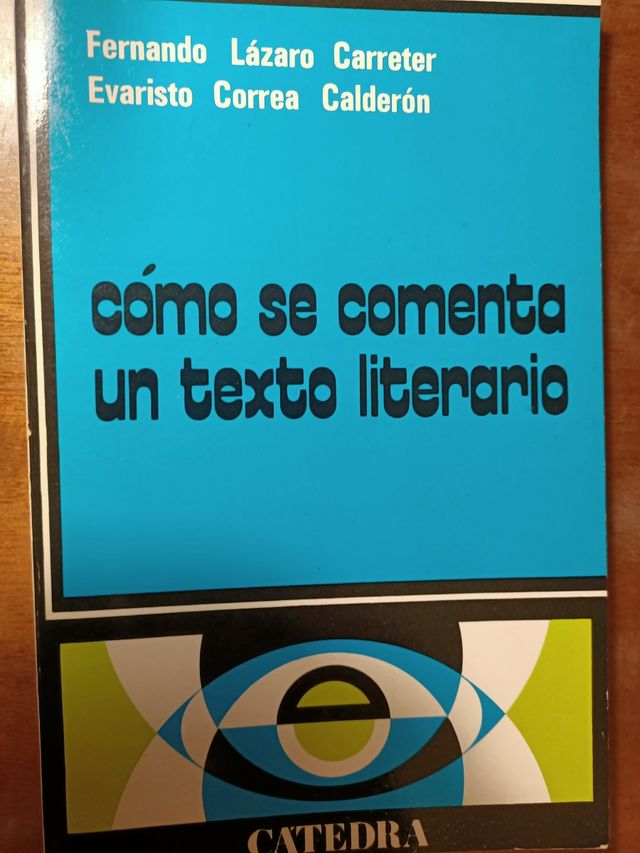 Fernando Lázaro Carreter
Evaristo Correa Calderón
cómo se comenta
un texto literario
e
CATEDRA